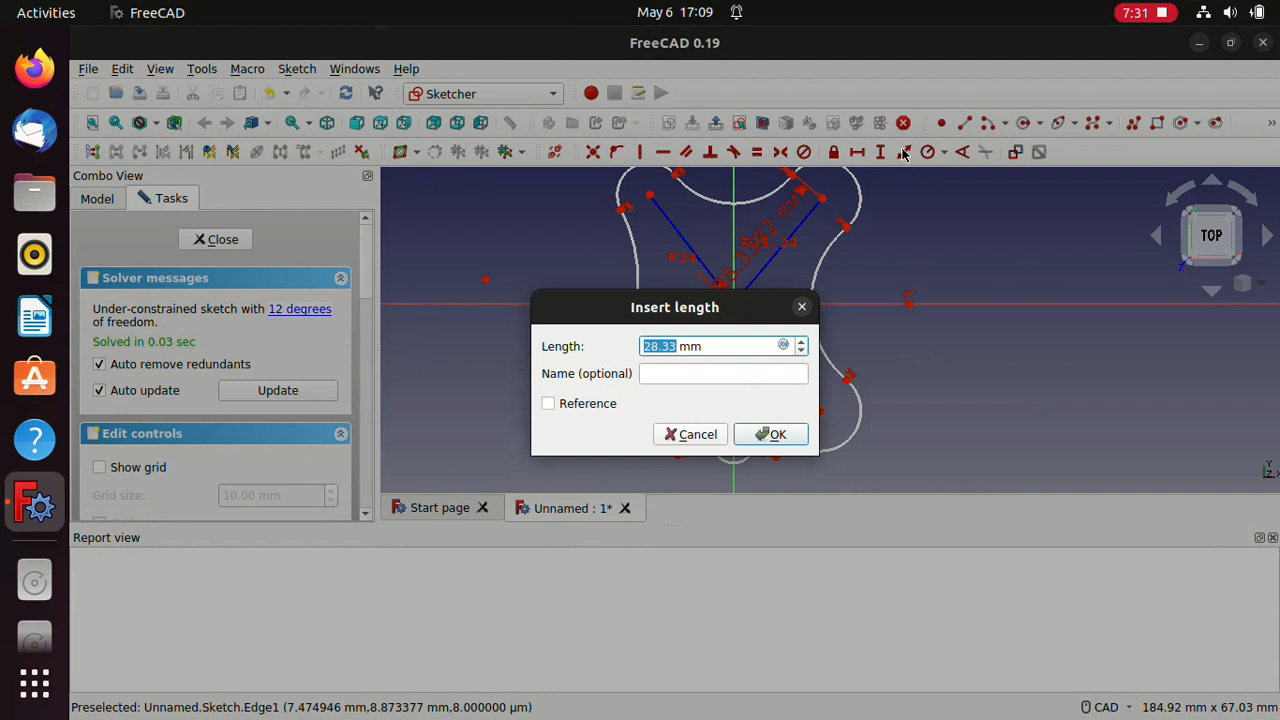 Activities
FreeCAD
May 6 17:09
7:31
FreeCAD 0.19
File Edit View Tools Macro Sketch Windows Help
Sketcher
Combo View
Model
Tasks
Close
Solver messages
Under-constrained sketch with 12 degrees
of freedom.
Solved in 0.03 sec
Auto remove redundants
Auto update
Update
Edit controls
Show grid
Grid size:
10.00 mm
TOP
Insert length
Length:
28.33 mm
Name (optional)
Reference
Cancel
OK
Start page
Unnamed : 1*
Report view
Preselected: Unnamed.Sketch.Edge1 (7.474946 mm,8.873377 mm,8.000000 μm)
CAD
184.92 mm x 67.03 mm